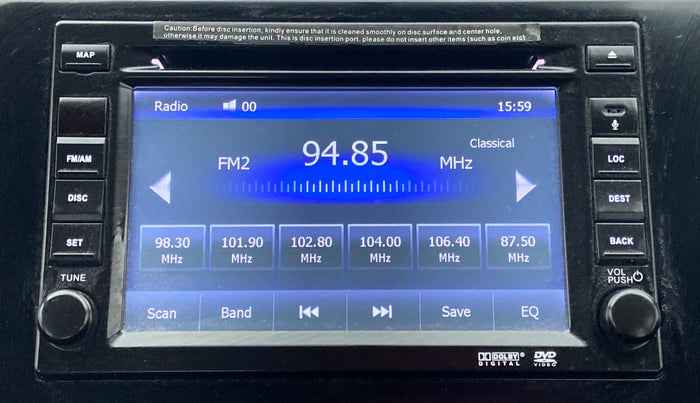 Caution:Before disc insertion, kindly ensure that it is cleaned smoothly on disc surface and center hole,
otherwise it may damage the unit. This is disc insertion port, please do not insert other items (such as coin etc)
MAP
Radio
00
15:59
Classical
FM2
94.85
MHz
FM/AM
LOC
DISC
DEST
SET
BACK
98.30
MHz
101.90
MHz
102.80
MHz
104.00
MHz
106.40
MHz
87.50
MHz
TUNE
VOL
PUSH
Scan
Band
Save
EQ
DOLBY
DIGITAL
DVD
VIDEO